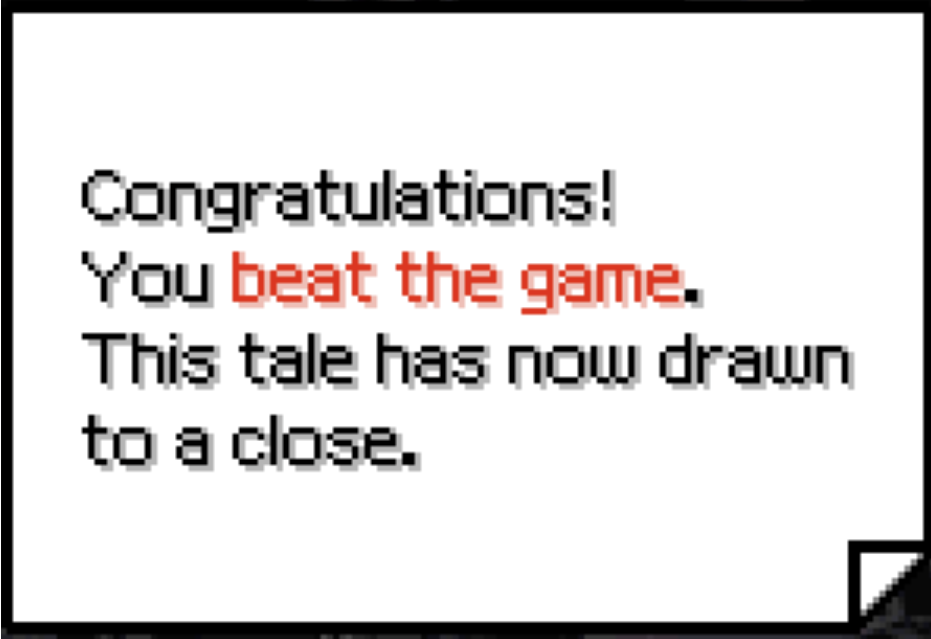 Congratulations!
You beat the game.
This tale has now drawn
to a close.